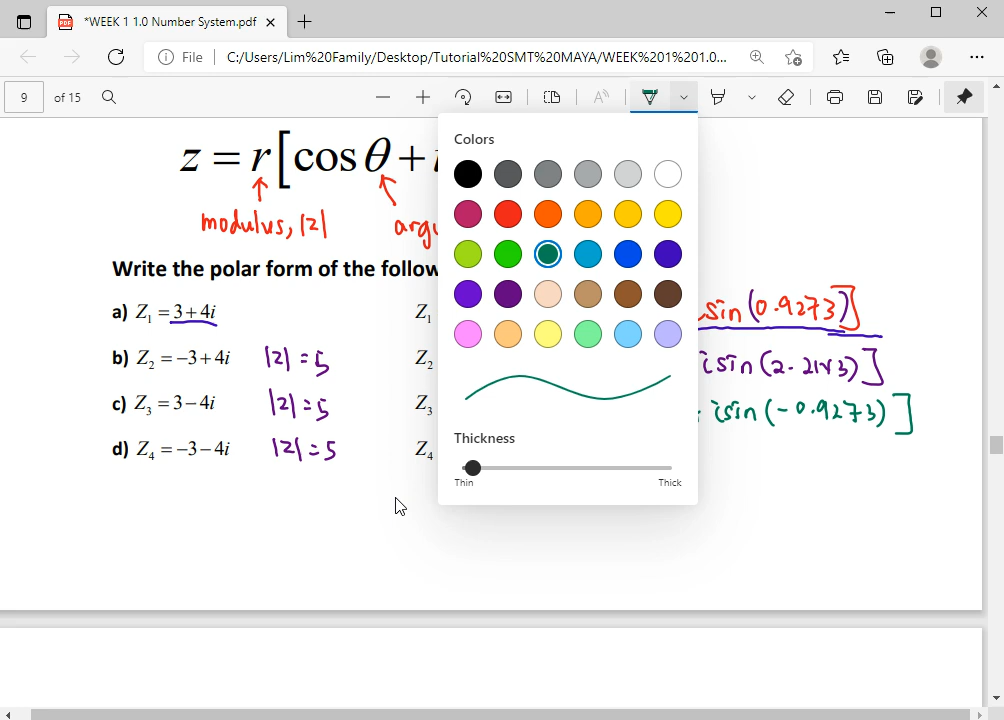 *WEEK 1 1.0 Number System.pdf
File C:/Users/Lim%20Family/Desktop/Tutorial%20SMT%20MAYA/WEEK%201%201.0...
9 of 15
Colors
z = r[cos θ +
modulus, |z|
Write the polar form of the follow
a) Z₁ = 3+4i Z₁ sin(0.9273)]
b) Z₂ = −3+4i |z| = 5 Z₂ isin(2.2143)]
c) Z₃ = 3−4i |z| = 5 Z₃ isin(-0.9273)]
d) Z₄ = −3−4i |z| = 5 Z₄
Thickness
Thin Thick